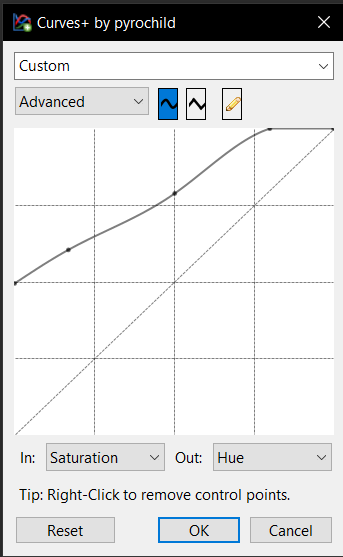 Curves+ by pyrochild
Custom
Advanced
In: Saturation Out: Hue
Tip: Right-Click to remove control points.
Reset OK Cancel